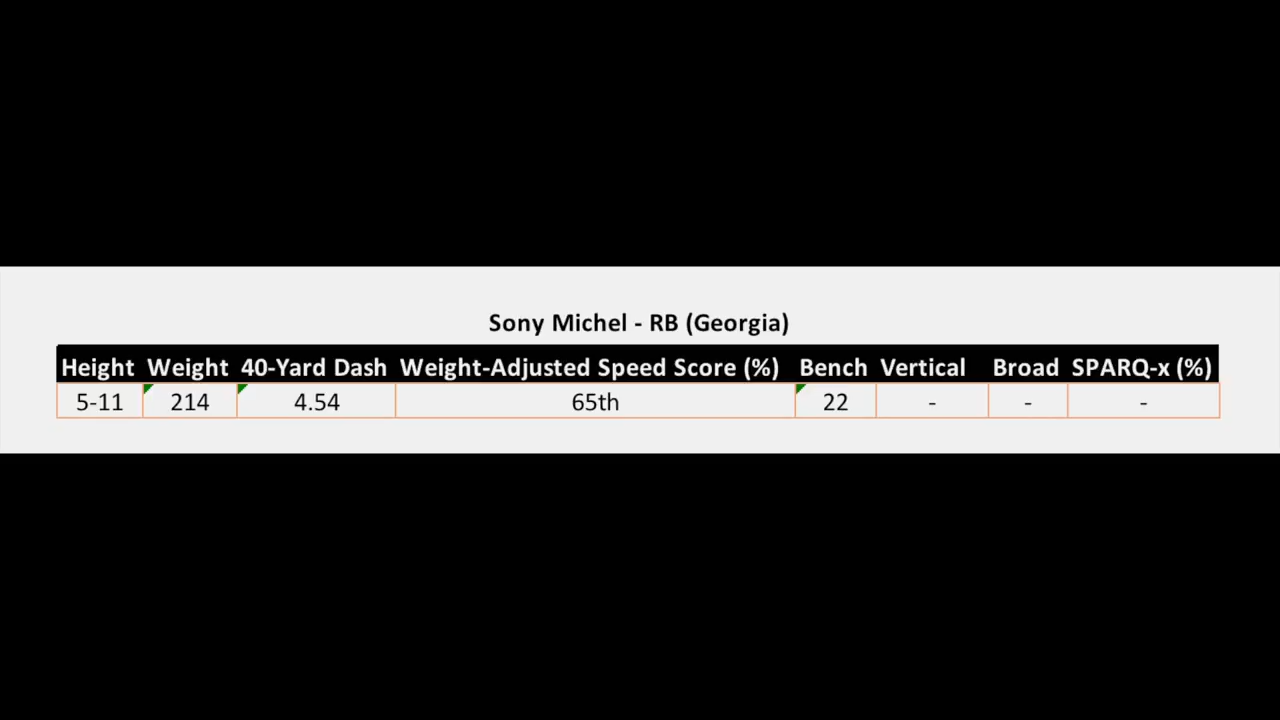 Sony Michel - RB (Georgia)
Height Weight 40-Yard Dash Weight-Adjusted Speed Score (%) Bench Vertical Broad SPARQ-x (%)
5-11 214 4.54 65th 22 - - -